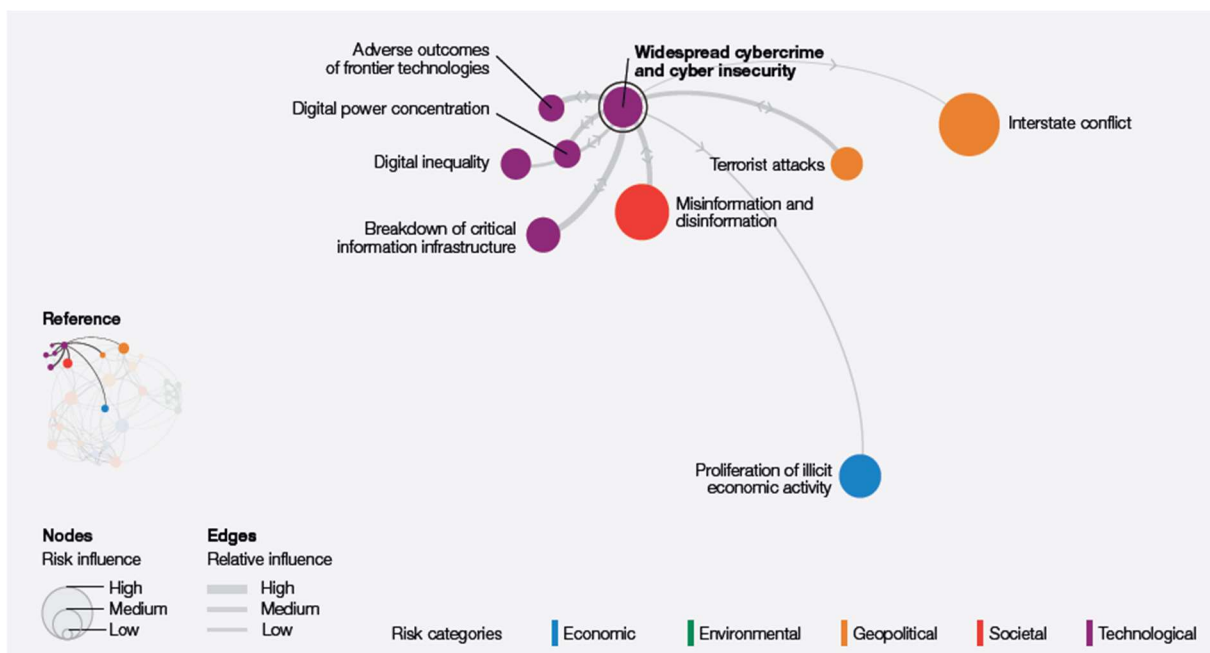 Adverse outcomes
of frontier technologies
Widespread cybercrime
and cyber insecurity
Digital power concentration
Interstate conflict
Digital inequality
Terrorist attacks
Misinformation and
disinformation
Breakdown of critical
information infrastructure
Reference
Proliferation of illicit
economic activity
Nodes
Risk influence
High
Medium
Low
Edges
Relative influence
High
Medium
Low
Risk categories
Economic
Environmental
Geopolitical
Societal
Technological